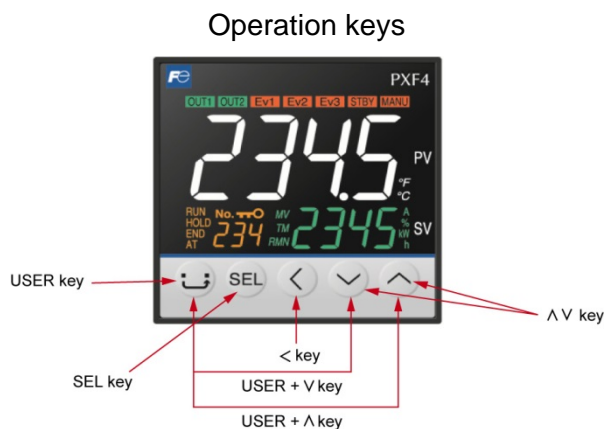 Operation keys
Fe
PXF4
OUT1 OUT2 Ev1 Ev2 Ev3 STBY MANU
234.5 PV
°F
°C
RUN No. MV A
HOLD 234 TM 2345 % SV
END RMN kW
AT h
USER key
SEL
∧∨ key
< key
SEL key
USER + ∨ key
USER + ∧ key